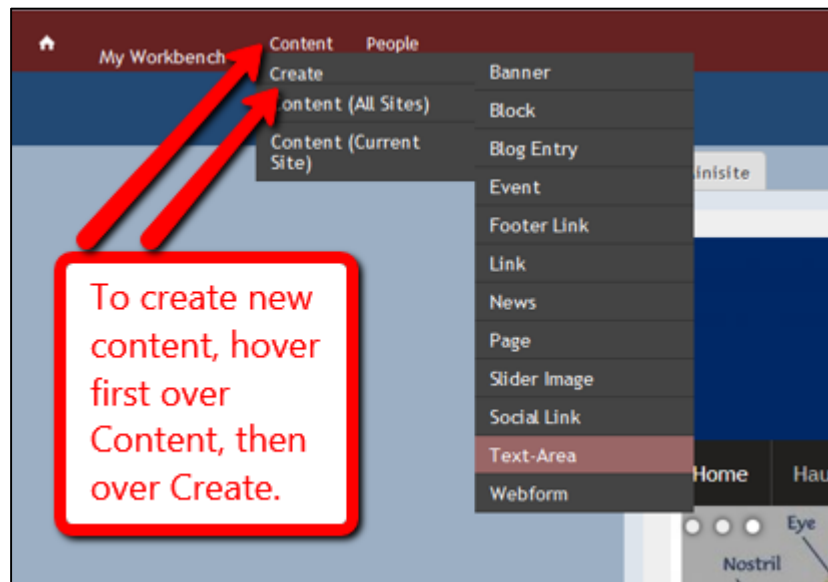 My Workbench
Content
People
Create
Content (All Sites)
Content (Current
Site)
Banner
Block
Blog Entry
Event
Footer Link
Link
News
Page
Slider Image
Social Link
Text-Area
Webform
To create new
content, hover
first over
Content, then
over Create.
inisite
Home
Hau
Eye
Nostril